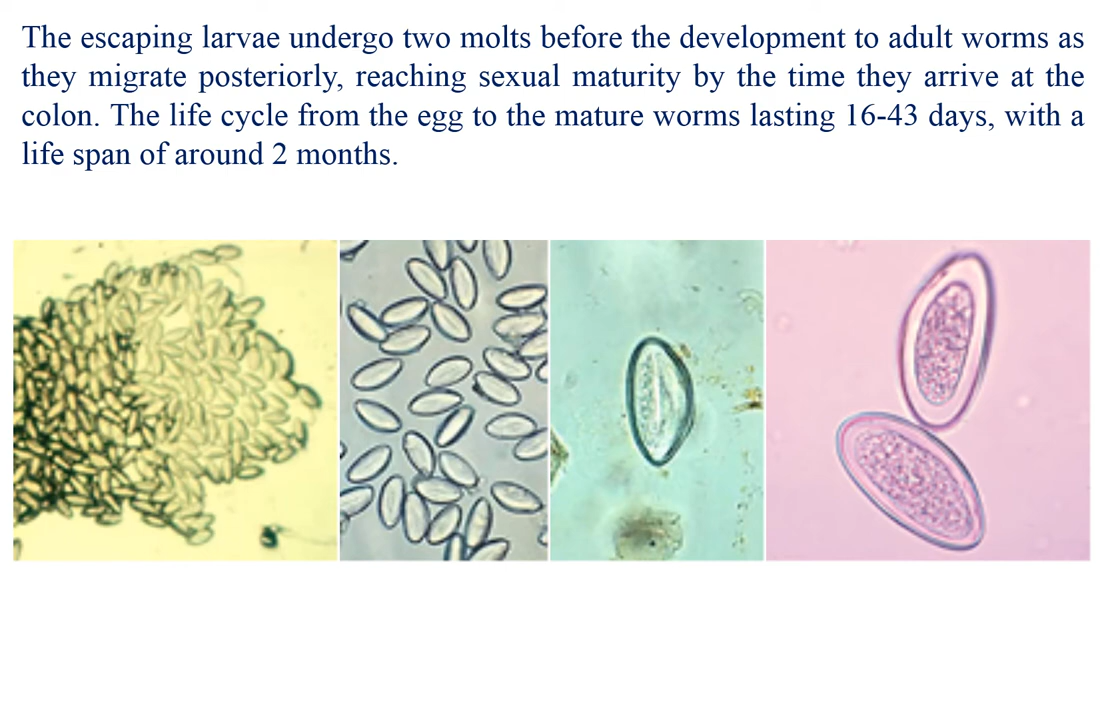 The escaping larvae undergo two molts before the development to adult worms as
they migrate posteriorly, reaching sexual maturity by the time they arrive at the
colon. The life cycle from the egg to the mature worms lasting 16-43 days, with a
life span of around 2 months.